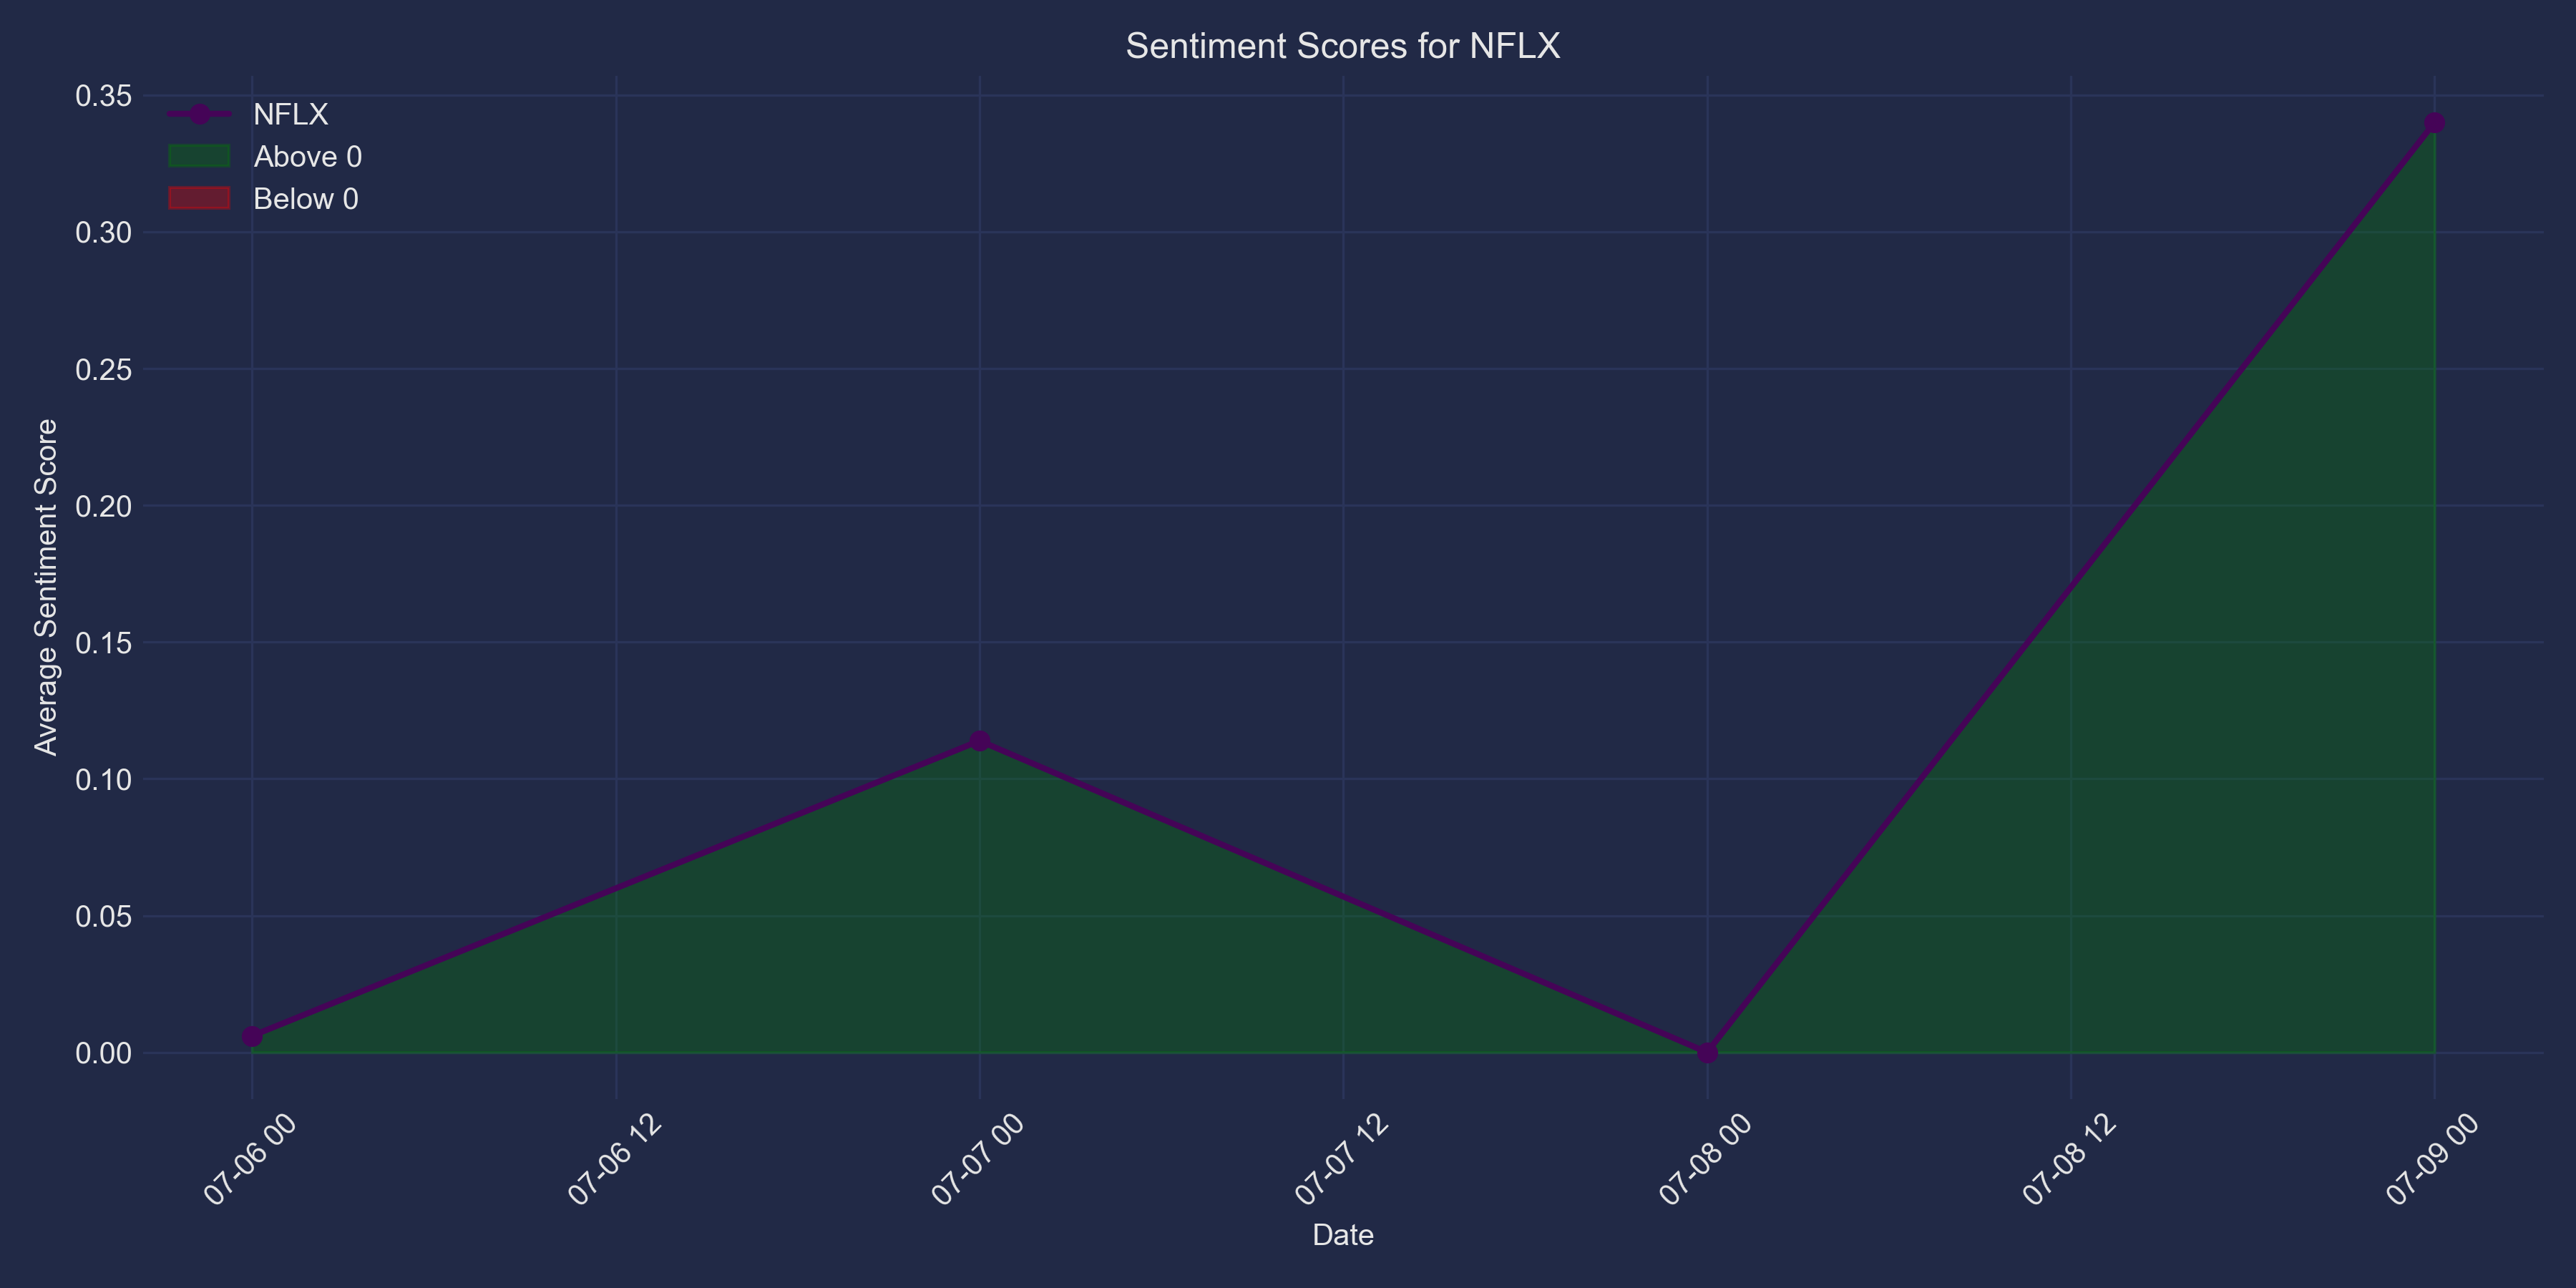 Sentiment Scores for NFLX
NFLX
Above 0
Below 0
Average Sentiment Score
0.35
0.30
0.25
0.20
0.15
0.10
0.05
0.00
07-06 00
07-06 12
07-07 00
07-07 12
07-08 00
07-08 12
07-09 00
Date